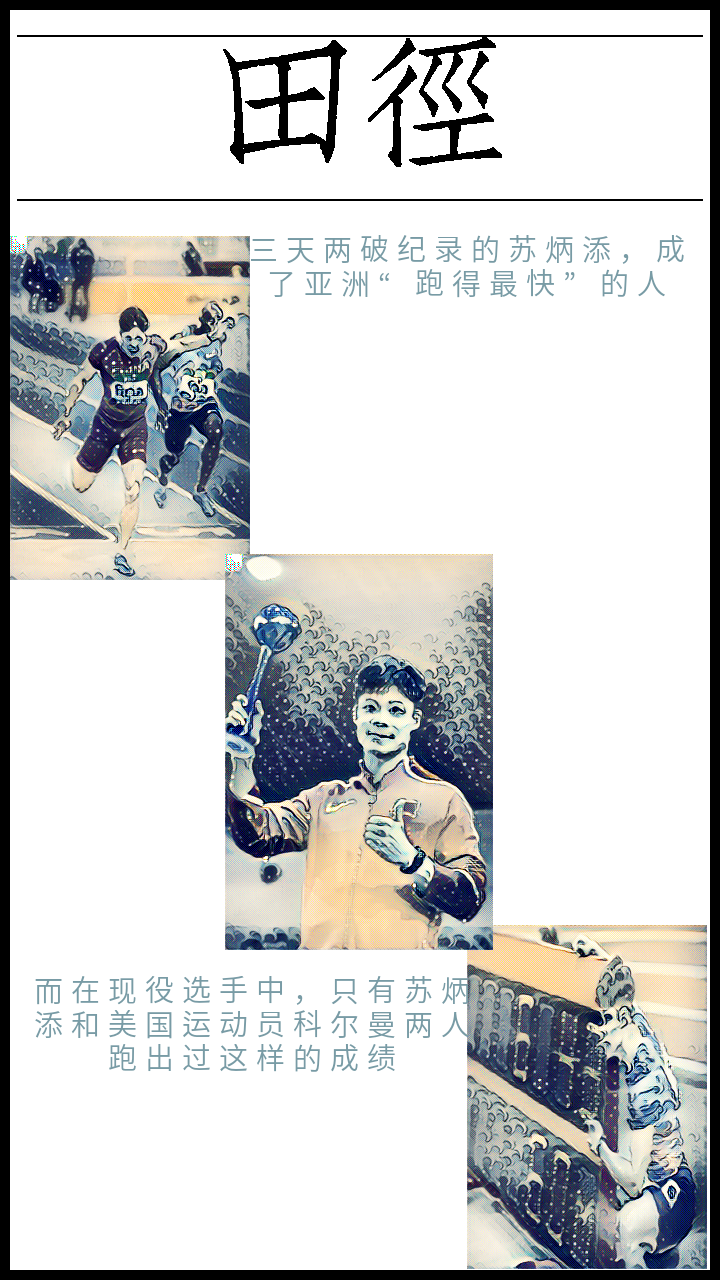 田徑
三天两破纪录的苏炳添，成
了亚洲“跑得最快”的人
而在现役选手中，只有苏炳
添和美国运动员科尔曼两人
跑出过这样的成绩